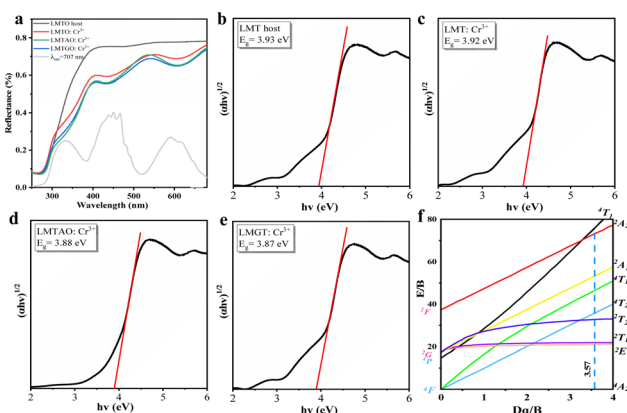 a
LMTO host
LMTO: Cr³⁺
LMTAO: Cr³⁺
LMTGO: Cr³⁺
λem=707 nm
Reflectance (%)
0.8
0.6
0.4
0.2
0.0
300 400 500 600
Wavelength (nm)
b
LMT host
Eg= 3.93 eV
(αhv)1/2
2 3 4 5 6
hv (eV)
c
LMT: Cr³⁺
Eg= 3.92 eV
(αhv)1/2
2 3 4 5 6
hv (eV)
d
LMTAO: Cr³⁺
Eg= 3.88 eV
(αhv)1/2
2 3 4 5 6
hv (eV)
e
LMGT: Cr³⁺
Eg= 3.87 eV
(αhv)1/2
2 3 4 5 6
hv (eV)
f
E/B
80
60
40
20
0
²F
²G
⁴P
⁴F
⁴T₁
²A₁
⁴T₁
⁴T₂
²T₂
²T₁
²E
⁴A₂
0 1 2 3 4
Dq/B